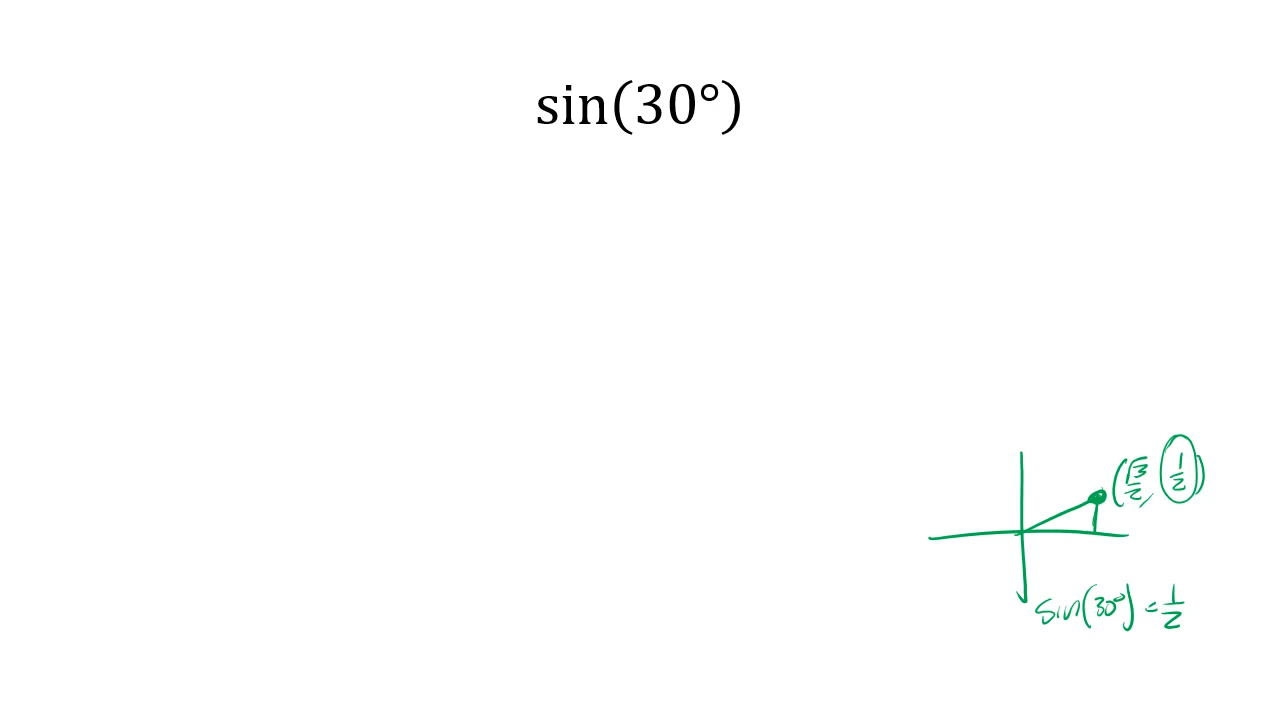 sin(30°)
(√3/2, 1/2)
sin(30°) = 1/2